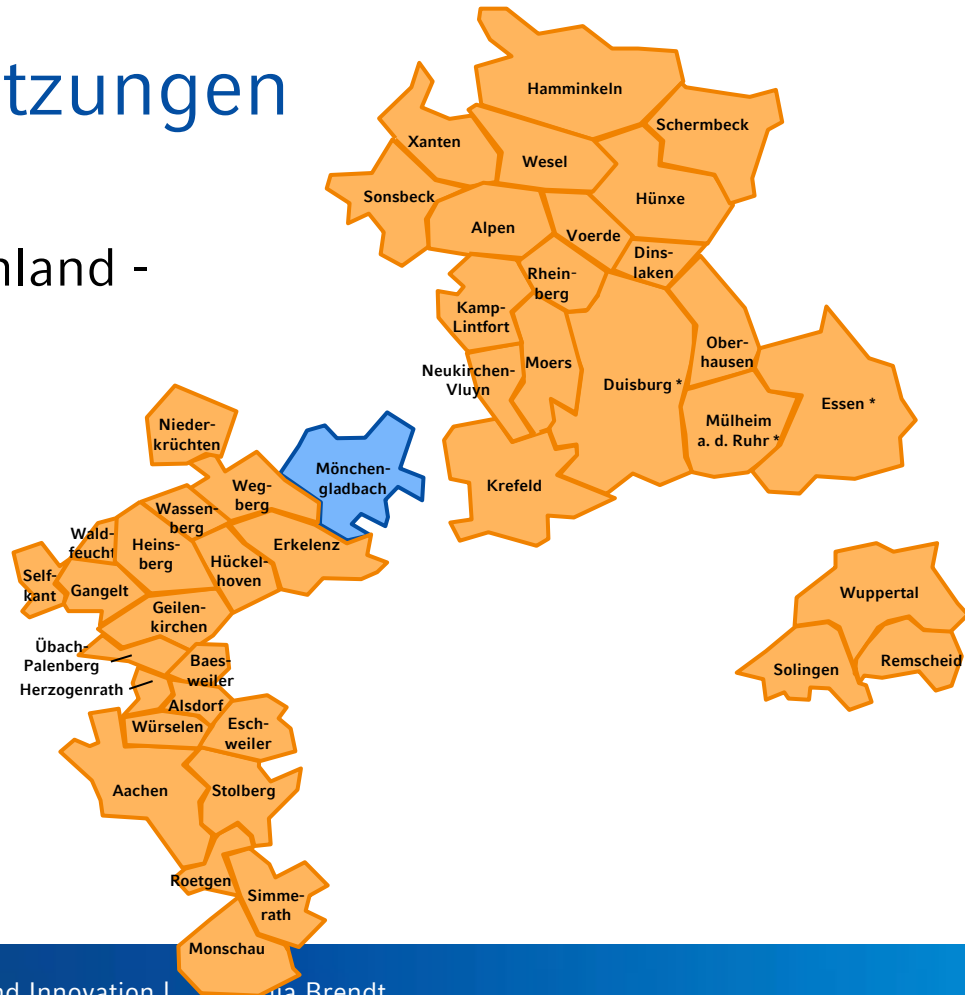 tzungen
Hamminkeln
Schermbeck
Xanten
Wesel
Sonsbeck
Hünxe
Alpen
Voerde
nland -
Dins-
laken
Rhein-
berg
Kamp-
Lintfort
Ober-
hausen
Neukirchen-
Vluyn
Moers
Duisburg *
Essen *
Mülheim
a. d. Ruhr *
Krefeld
Nieder-
krüchten
Mönchen-
gladbach
Weg-
berg
Wassen-
berg
Wald-
feucht
Heins-
berg
Hückel-
hoven
Erkelenz
Self-
kant
Gangelt
Geilen-
kirchen
Wuppertal
Solingen
Remscheid
Übach-
Palenberg
Baes-
weiler
Herzogenrath
Alsdorf
Würselen
Esch-
weiler
Aachen
Stolberg
Roetgen
Simme-
rath
Monschau
nd Innovation |
Brendt